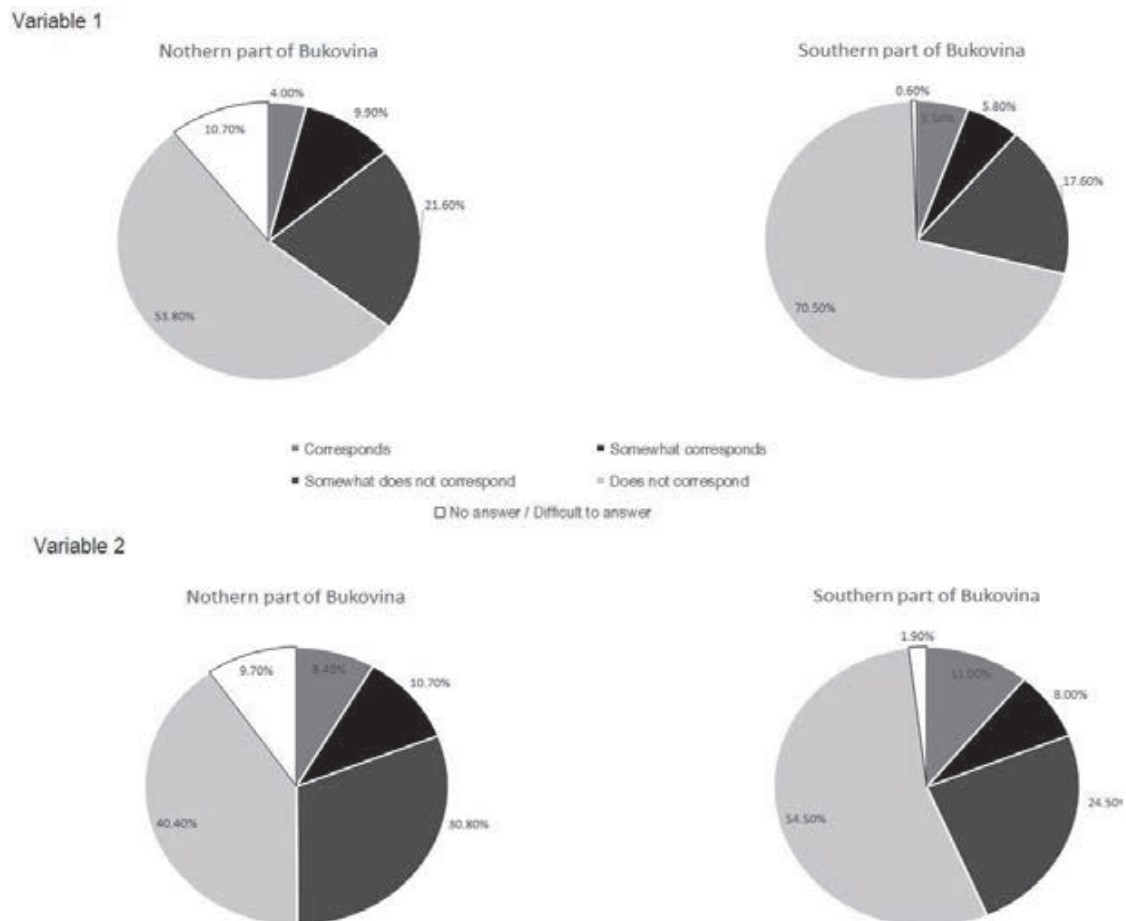 Variable 1
Nothern part of Bukovina
4.00%
9.90%
21.60%
53.80%
10.70%
Southern part of Bukovina
0.60%
5.80%
17.60%
70.50%
▪ Corresponds
▪ Somewhat corresponds
▪ Somewhat does not correspond
▪ Does not correspond
□ No answer / Difficult to answer
Variable 2
Nothern part of Bukovina
8.40%
10.70%
30.80%
40.40%
9.70%
Southern part of Bukovina
1.90%
11.00%
8.00%
24.50%
54.50%